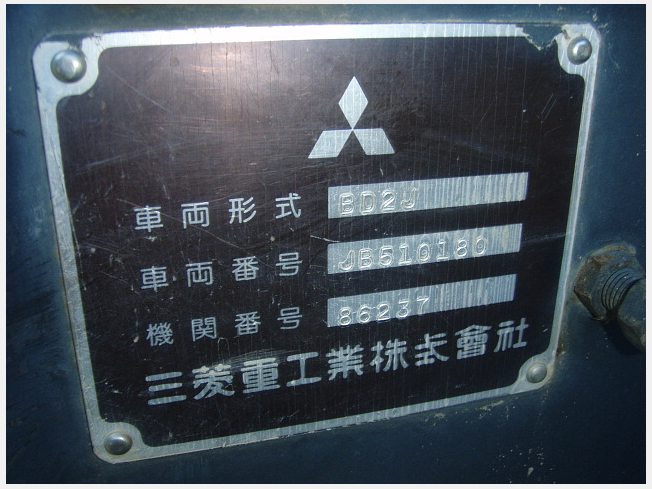 車両形式 BD2J
車両番号 JB510180
機関番号 86237
三菱重工業株式會社